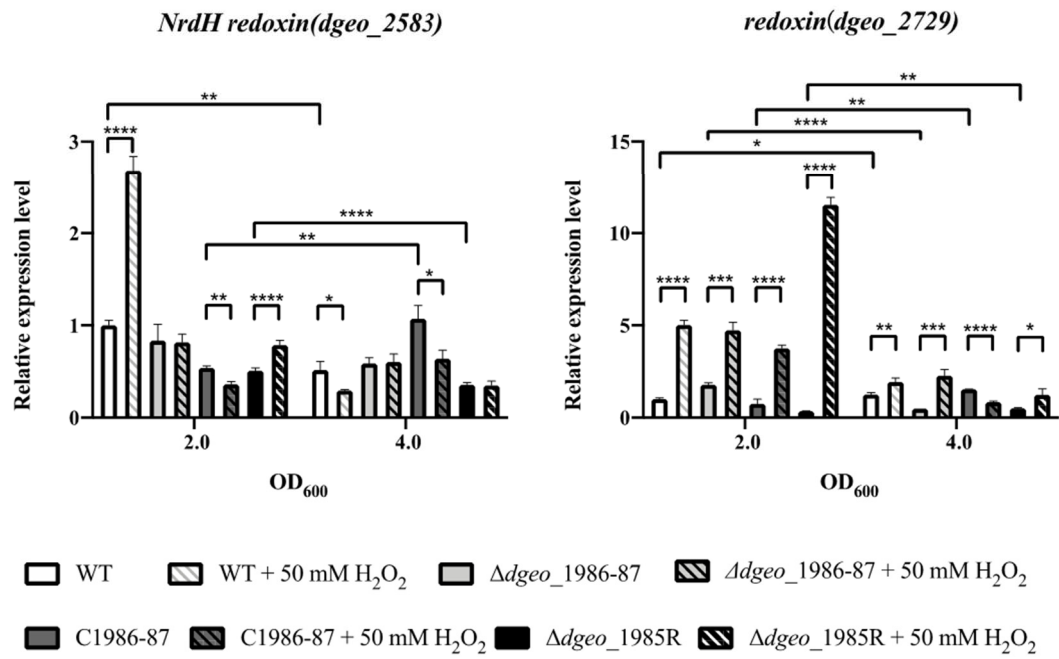 NrdH redoxin(dgeo_2583)
**
****
3
2
1
0
Relative expression level
****
**
**
****
*
*
2.0
4.0
OD600
redoxin(dgeo_2729)
**
**
****
*
15
10
5
0
Relative expression level
****
****
***
****
**
***
****
*
2.0
4.0
OD600
WT
WT + 50 mM H2O2
Δdgeo_1986-87
Δdgeo_1986-87 + 50 mM H2O2
C1986-87
C1986-87 + 50 mM H2O2
Δdgeo_1985R
Δdgeo_1985R + 50 mM H2O2